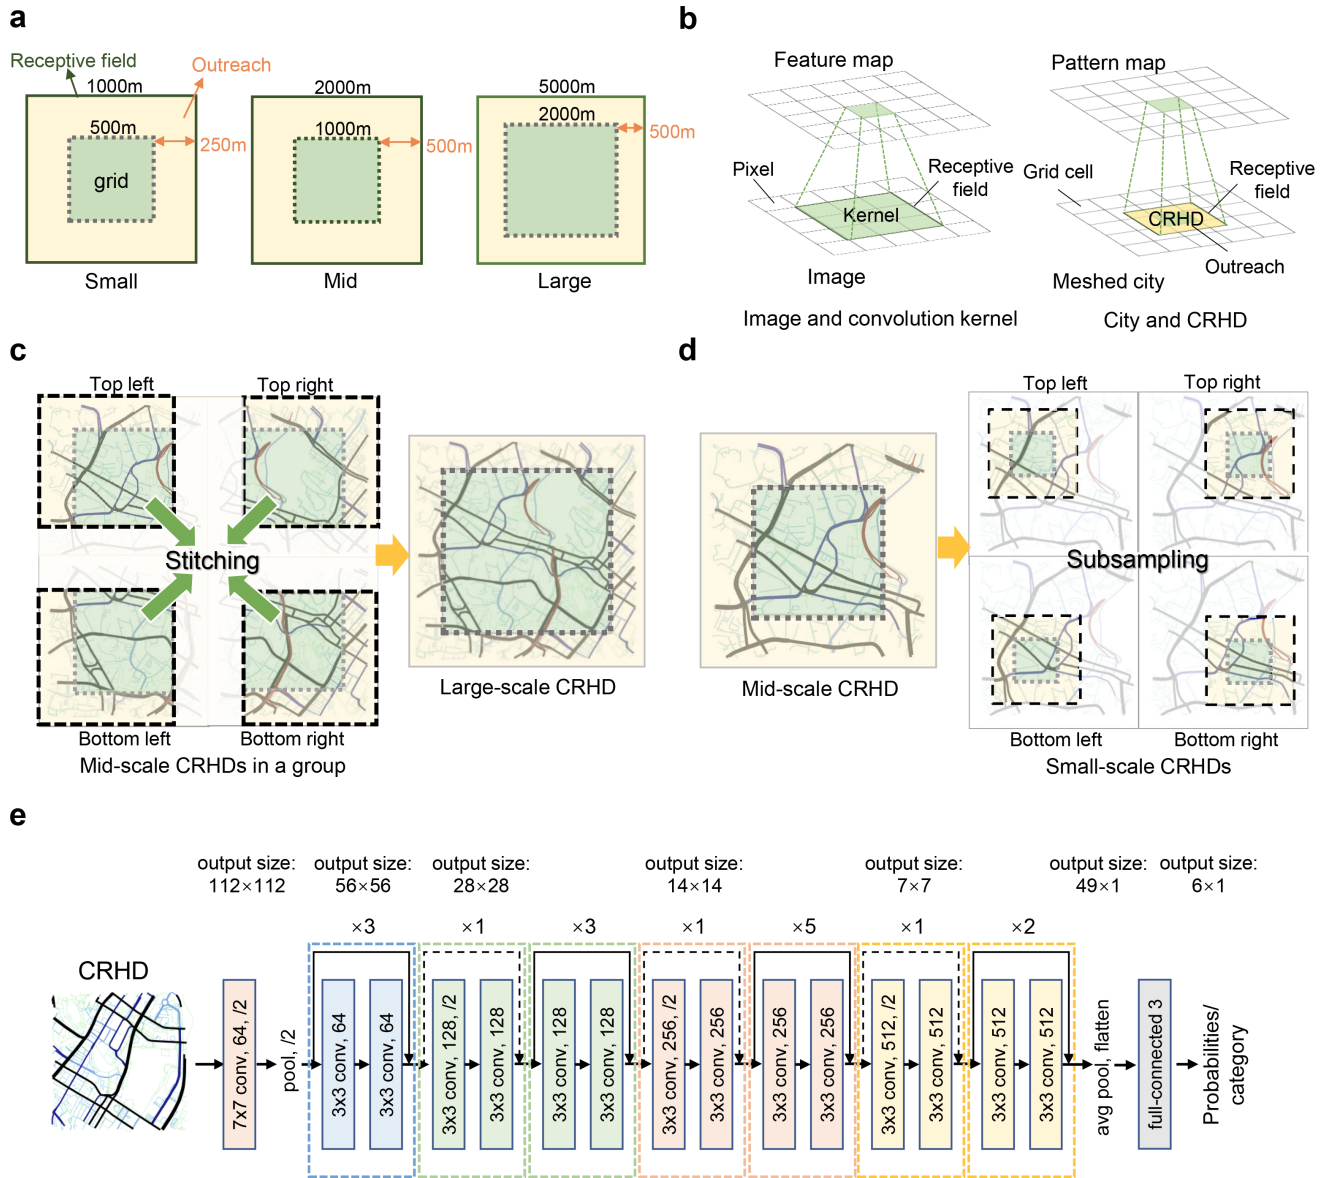 a
Receptive field
Outreach
1000m
500m
250m
grid
Small
2000m
1000m
500m
Mid
5000m
2000m
500m
Large
b
Feature map
Pixel
Receptive
field
Kernel
Image
Image and convolution kernel
Pattern map
Grid cell
Receptive
field
CRHD
Outreach
Meshed city
City and CRHD
c
Top left
Top right
Stitching
Bottom left
Bottom right
Mid-scale CRHDs in a group
Large-scale CRHD
d
Mid-scale CRHD
Top left
Top right
Subsampling
Bottom left
Bottom right
Small-scale CRHDs
e
output size:
112×112
output size:
56×56
output size:
28×28
output size:
14×14
output size:
7×7
output size:
49×1
output size:
6×1
×3
×1
×3
×1
×5
×1
×2
CRHD
7x7 conv, 64, /2
pool, /2
3x3 conv, 64
3x3 conv, 64
3x3 conv, 128, /2
3x3 conv, 128
3x3 conv, 128
3x3 conv, 128
3x3 conv, 256, /2
3x3 conv, 256
3x3 conv, 256
3x3 conv, 256
3x3 conv, 512, /2
3x3 conv, 512
3x3 conv, 512
3x3 conv, 512
avg pool, flatten
full-connected 3
Probabilities/
category